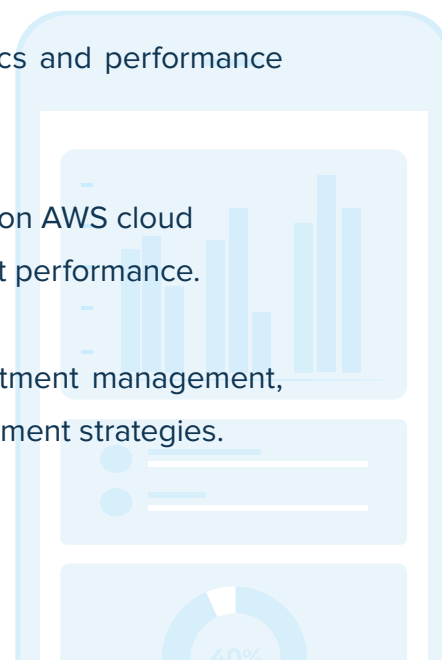 cs and performance
on AWS cloud
t performance.
tment management,
ment strategies.
40%